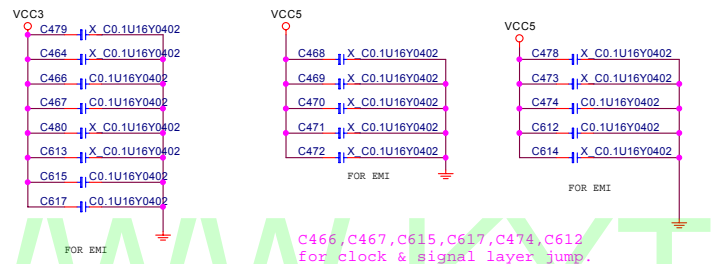 VCC3
C479 X_C0.1U16Y0402
C464 X_C0.1U16Y0402
C466 C0.1U16Y0402
C467 C0.1U16Y0402
C480 X_C0.1U16Y0402
C613 X_C0.1U16Y0402
C615 C0.1U16Y0402
C617 C0.1U16Y0402
FOR EMI
VCC5
C468 X_C0.1U16Y0402
C469 X_C0.1U16Y0402
C470 X_C0.1U16Y0402
C471 X_C0.1U16Y0402
C472 X_C0.1U16Y0402
FOR EMI
VCC5
C478 X_C0.1U16Y0402
C473 X_C0.1U16Y0402
C474 C0.1U16Y0402
C612 C0.1U16Y0402
C614 X_C0.1U16Y0402
FOR EMI
C466,C467,C615,C617,C474,C612
for clock & signal layer jump.